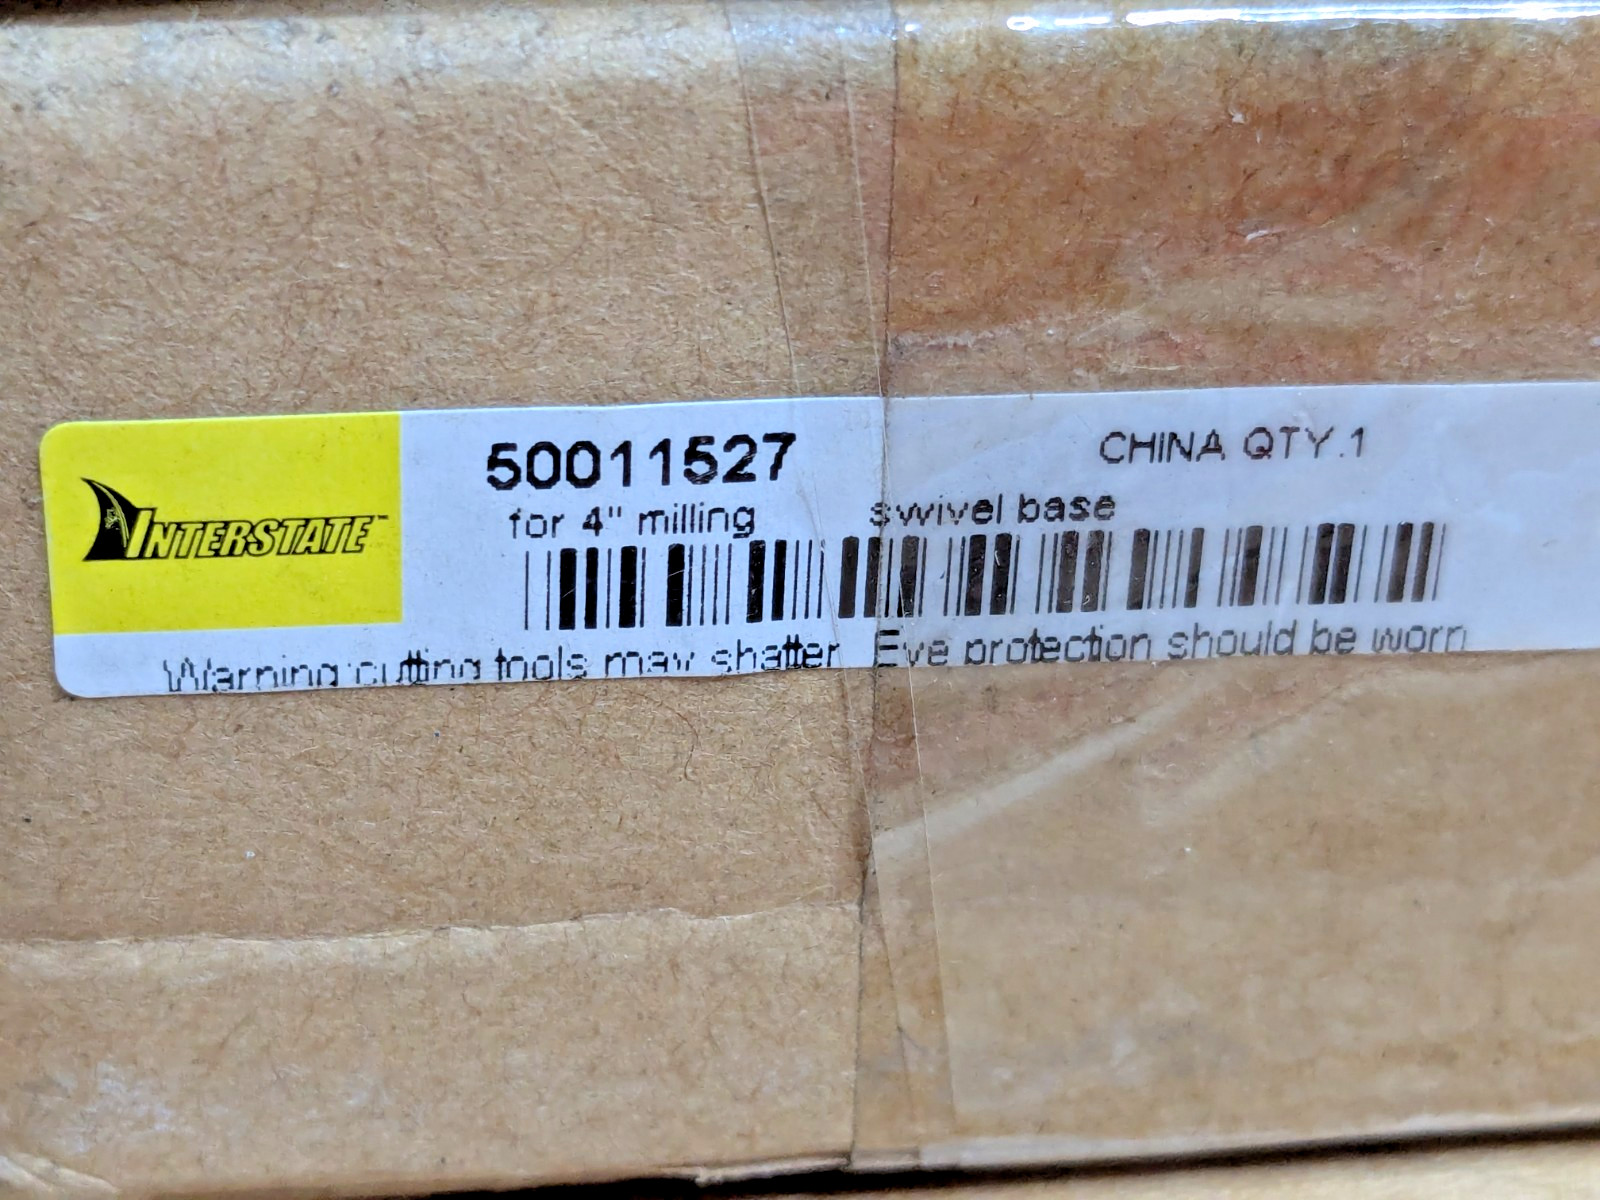 INTERSTATE™
50011527
CHINA QTY.1
for 4" milling swivel base
Warning cutting tools may shatter Eye protection should be worn